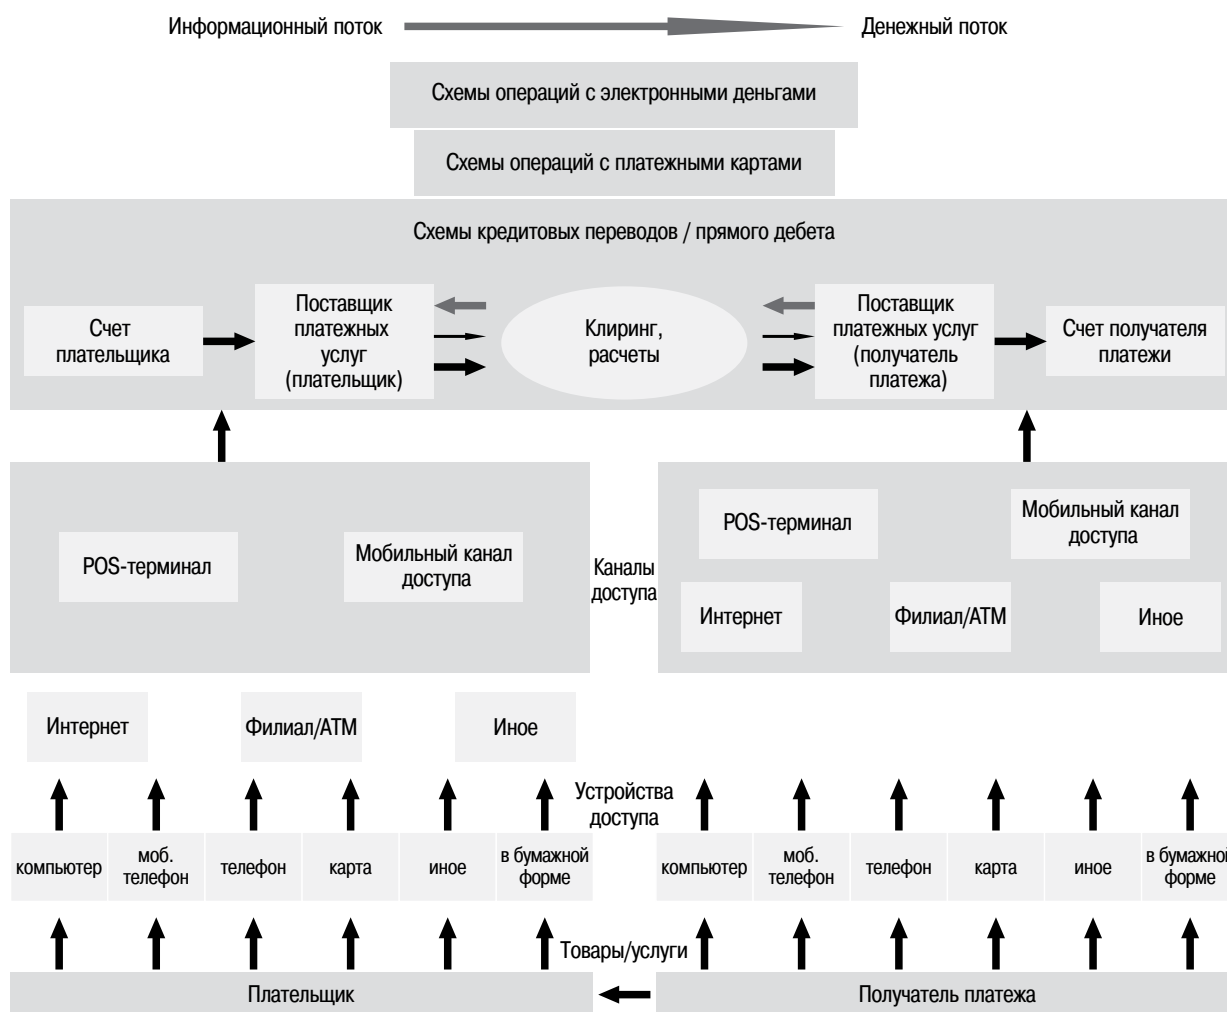 Информационный поток
Денежный поток
Схемы операций с электронными деньгами
Схемы операций с платежными картами
Схемы кредитовых переводов / прямого дебета
Счет
плательщика
Поставщик
платежных
услуг
(плательщик)
Клиринг,
расчеты
Поставщик
платежных услуг
(получатель
платежа)
Счет получателя
платежи
POS-терминал
Мобильный канал
доступа
Каналы
доступа
POS-терминал
Мобильный канал
доступа
Интернет
Филиал/АТМ
Иное
Интернет
Филиал/АТМ
Иное
Устройства
доступа
компьютер
моб.
телефон
телефон
карта
иное
в бумажной
форме
компьютер
моб.
телефон
телефон
карта
иное
в бумажной
форме
Товары/услуги
Плательщик
Получатель платежа